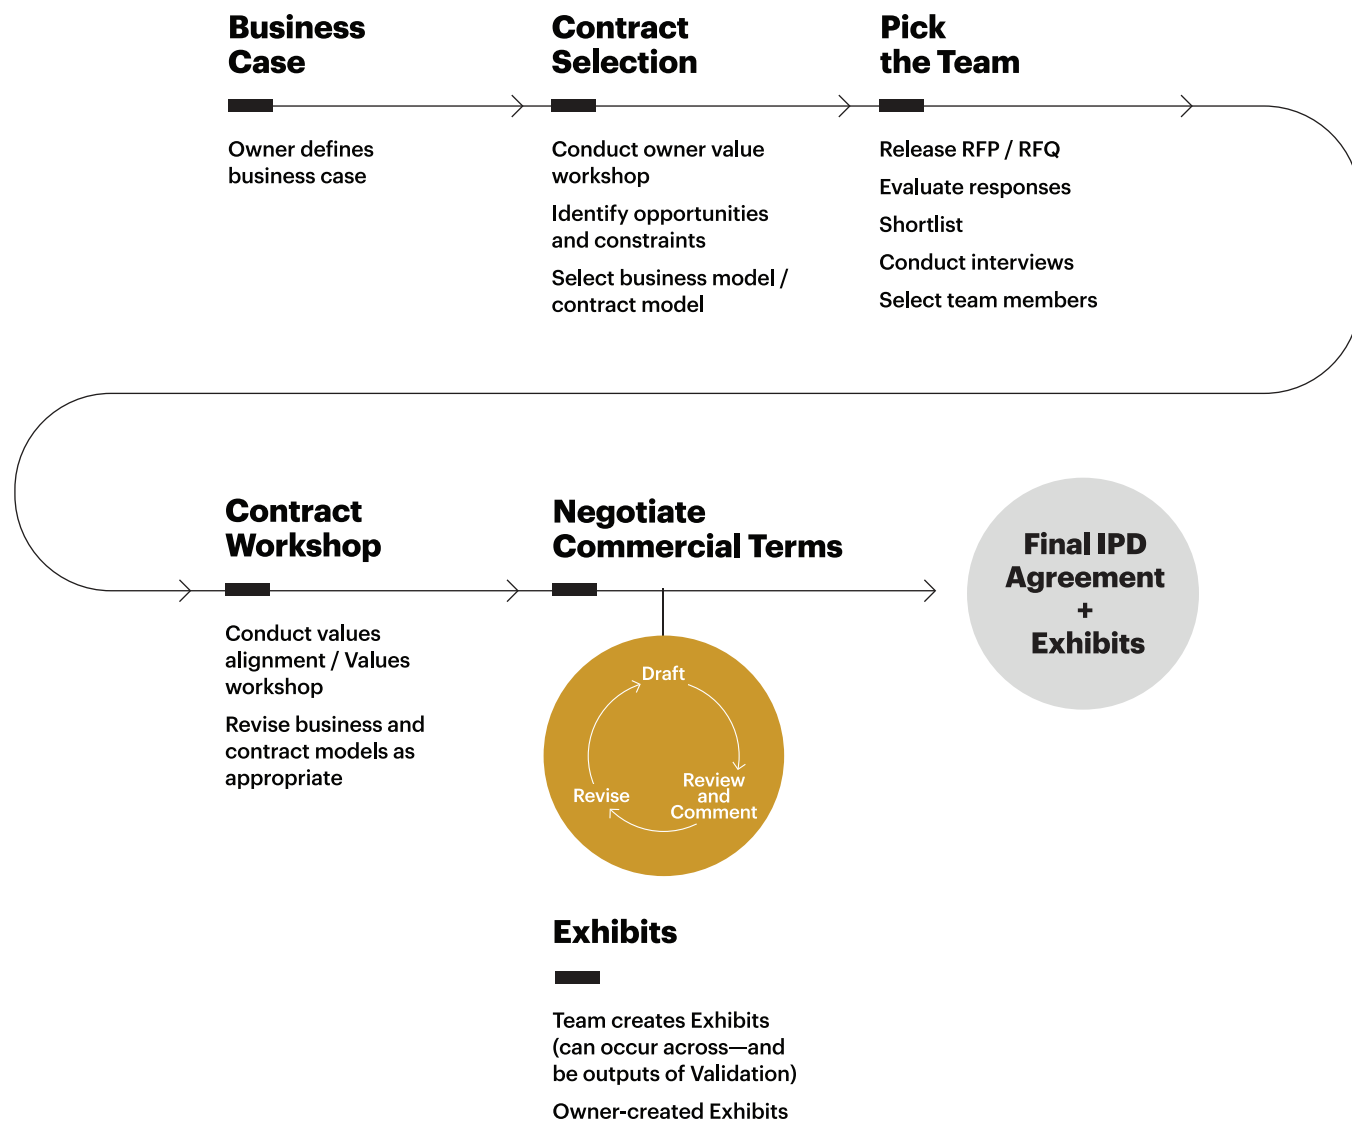 Business
Case
Owner defines
business case
Contract
Selection
Conduct owner value
workshop
Identify opportunities
and constraints
Select business model /
contract model
Pick
the Team
Release RFP / RFQ
Evaluate responses
Shortlist
Conduct interviews
Select team members
Contract
Workshop
Conduct values
alignment / Values
workshop
Revise business and
contract models as
appropriate
Negotiate
Commercial Terms
Draft
Review
and
Comment
Revise
Final IPD
Agreement
+
Exhibits
Exhibits
Team creates Exhibits
(can occur across—and
be outputs of Validation)
Owner-created Exhibits